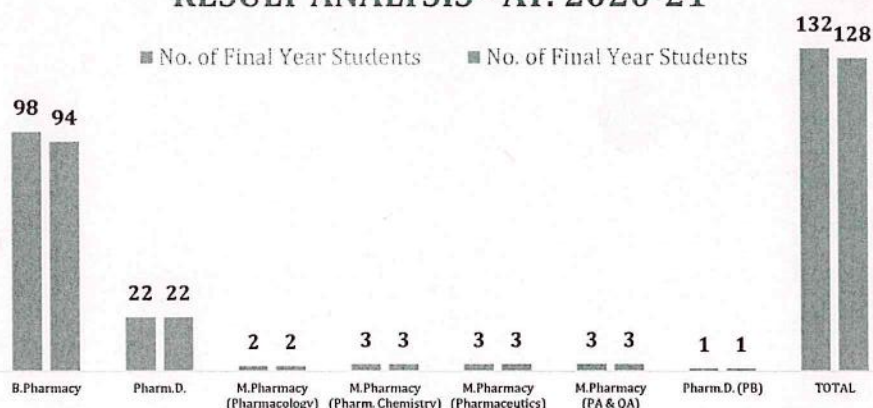 RESULT ANALYSIS - AY: 2020-21
No. of Final Year Students No. of Final Year Students
132 128
98 94
22 22
2 2
3 3
3 3
3 3
1 1
B.Pharmacy
Pharm.D.
M.Pharmacy
(Pharmacology)
M.Pharmacy
(Pharm. Chemistry)
M.Pharmacy
(Pharmaceutics)
M.Pharmacy
(PA & QA)
Pharm.D. (PB)
TOTAL